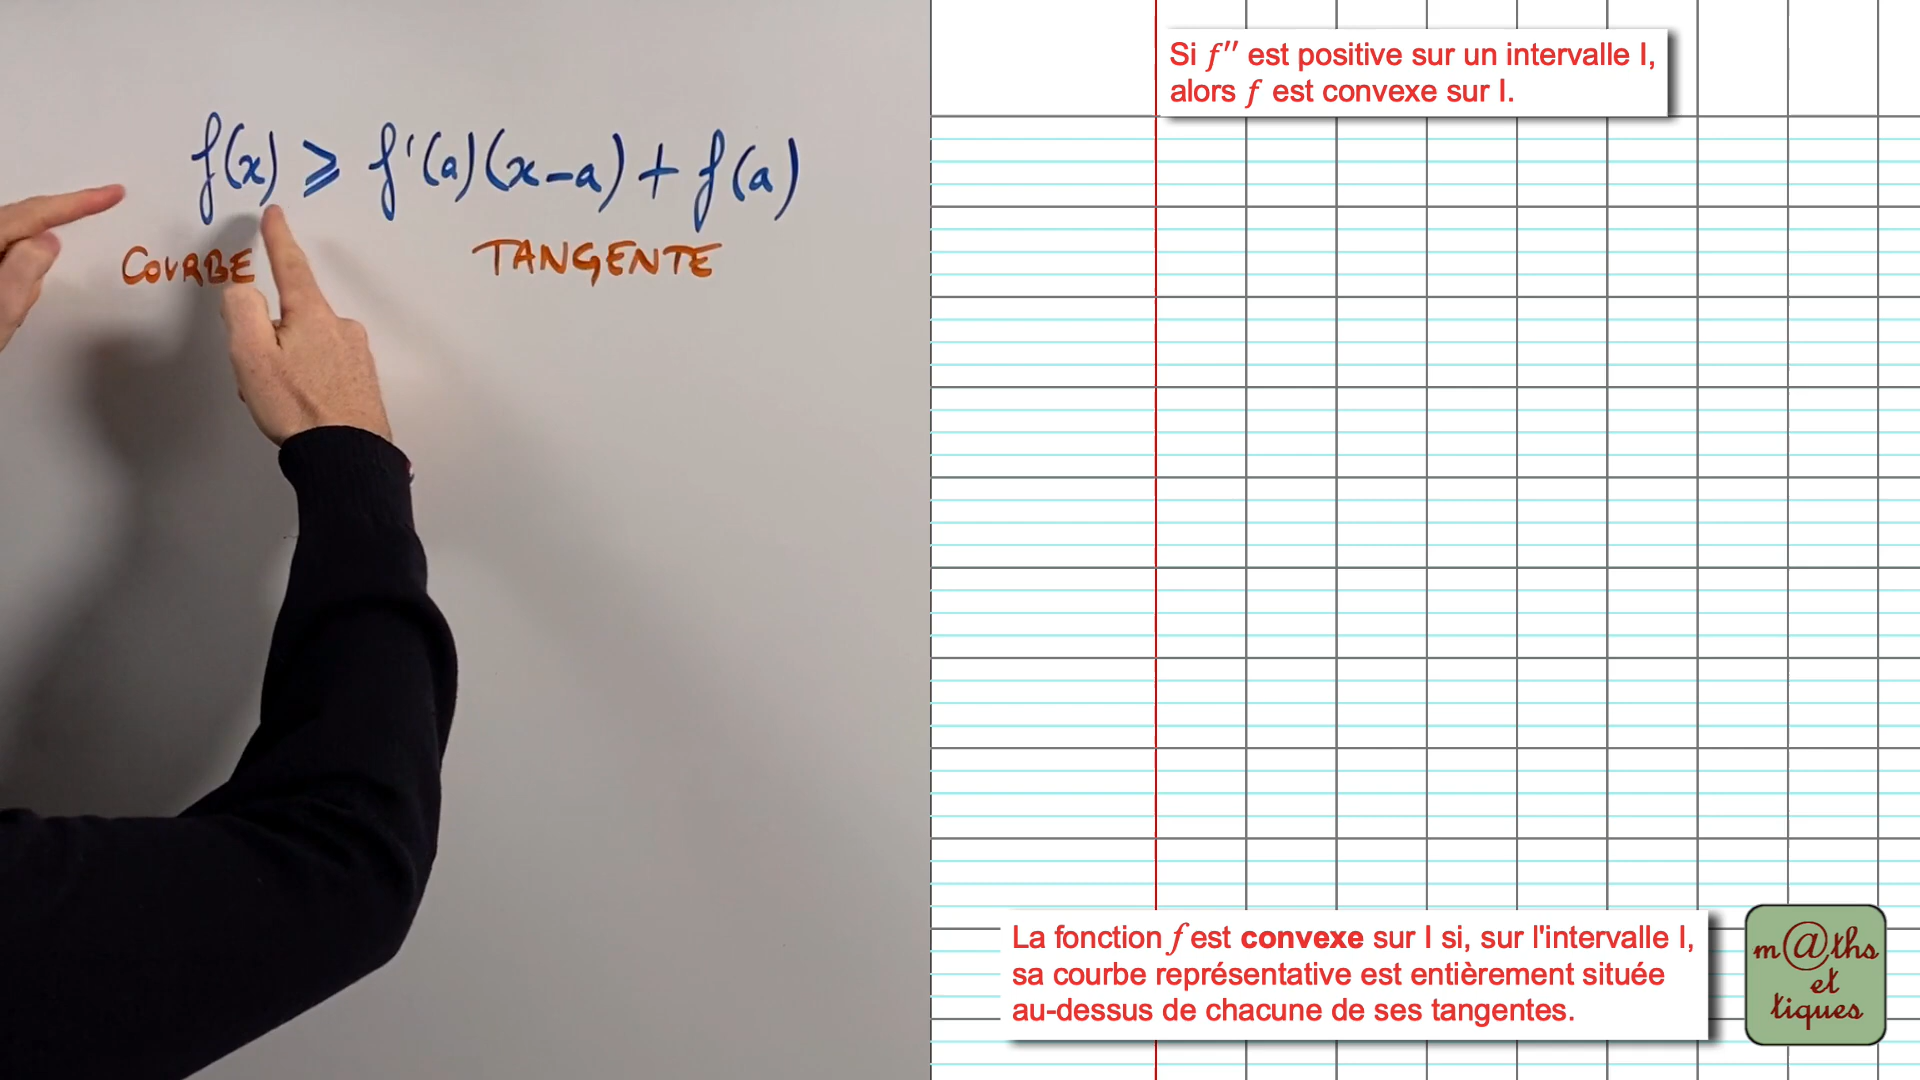 f(x) ⩾ f'(a)(x-a) + f(a)
COURBE TANGENTE
Si f'' est positive sur un intervalle I,
alors f est convexe sur I.
La fonction f est convexe sur I si, sur l'intervalle I,
sa courbe représentative est entièrement située
au-dessus de chacune de ses tangentes.
m@ths
et
tiques